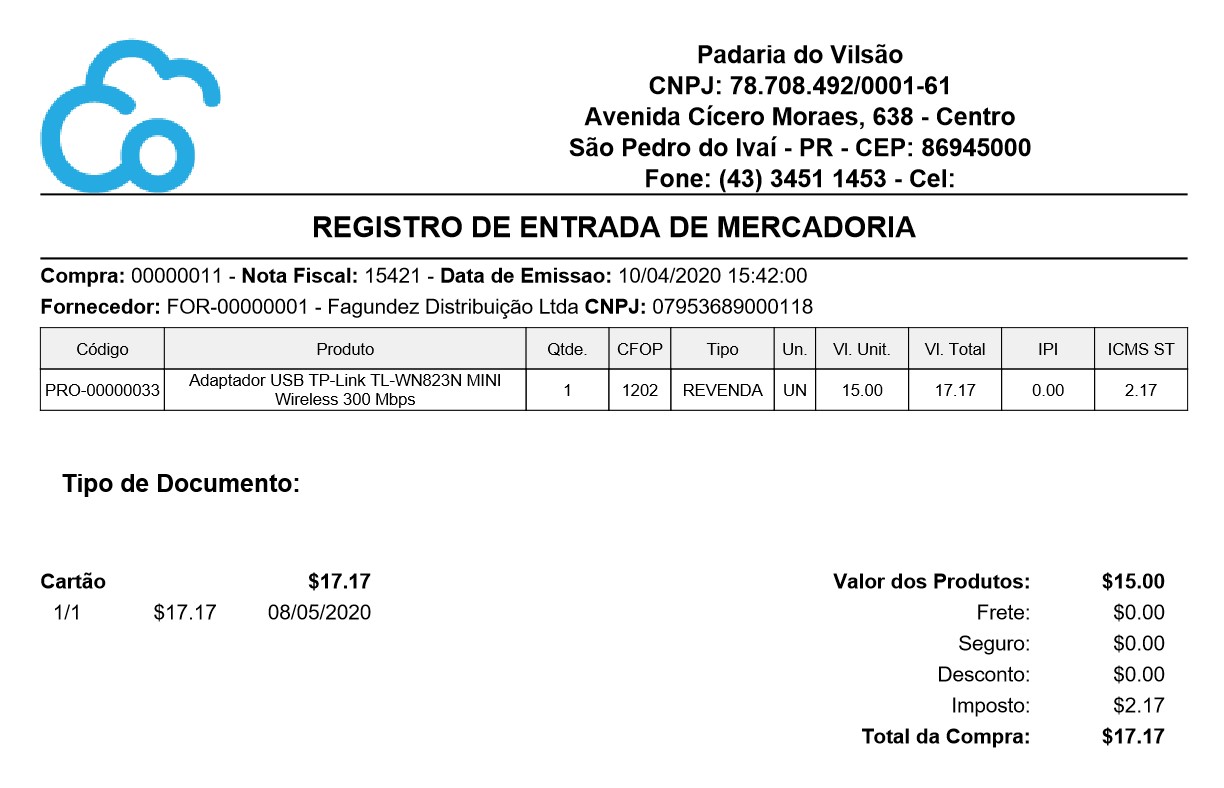 Co
Padaria do Vilsão
CNPJ: 78.708.492/0001-61
Avenida Cícero Moraes, 638 - Centro
São Pedro do Ivaí - PR - CEP: 86945000
Fone: (43) 3451 1453 - Cel:
REGISTRO DE ENTRADA DE MERCADORIA
Compra: 00000011 - Nota Fiscal: 15421 - Data de Emissao: 10/04/2020 15:42:00
Fornecedor: FOR-00000001 - Fagundez Distribuição Ltda CNPJ: 07953689000118
Código Produto Qtde. CFOP Tipo Un. Vl. Unit. Vl. Total IPI ICMS ST
PRO-00000033 Adaptador USB TP-Link TL-WN823N MINI
Wireless 300 Mbps 1 1202 REVENDA UN 15.00 17.17 0.00 2.17
Tipo de Documento:
Cartão $17.17
1/1 $17.17 08/05/2020
Valor dos Produtos: $15.00
Frete: $0.00
Seguro: $0.00
Desconto: $0.00
Imposto: $2.17
Total da Compra: $17.17